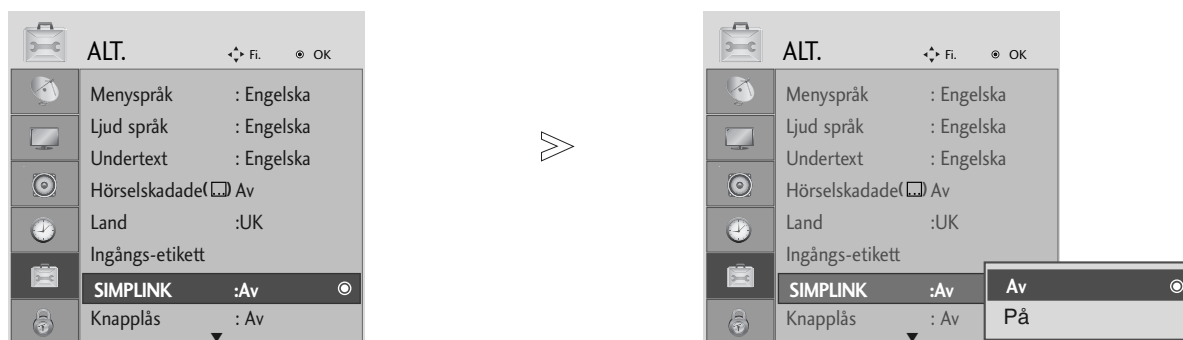 ALT. Fi. OK
Menyspråk : Engelska
Ljud språk : Engelska
Undertext : Engelska
Hörselskadade( ) Av
Land :UK
Ingångs-etikett
SIMPLINK :Av
Knapplås : Av
ALT. Fi. OK
Menyspråk : Engelska
Ljud språk : Engelska
Undertext : Engelska
Hörselskadade( ) Av
Land :UK
Ingångs-etikett
SIMPLINK :Av
Knapplås : Av
Av
På